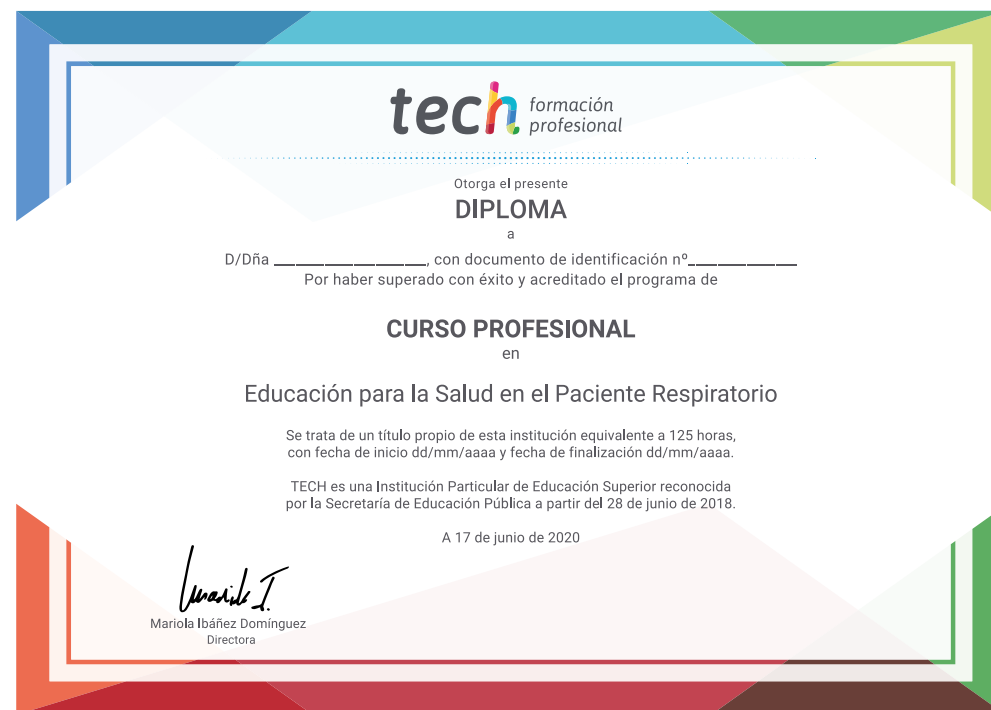 tech formación
profesional
Otorga el presente
DIPLOMA
a
D/Dña ______________, con documento de identificación nº__________
Por haber superado con éxito y acreditado el programa de
CURSO PROFESIONAL
en
Educación para la Salud en el Paciente Respiratorio
Se trata de un título propio de esta institución equivalente a 125 horas,
con fecha de inicio dd/mm/aaaa y fecha de finalización dd/mm/aaaa.
TECH es una Institución Particular de Educación Superior reconocida
por la Secretaría de Educación Pública a partir del 28 de junio de 2018.
A 17 de junio de 2020
Mariola Ibáñez Domínguez
Directora